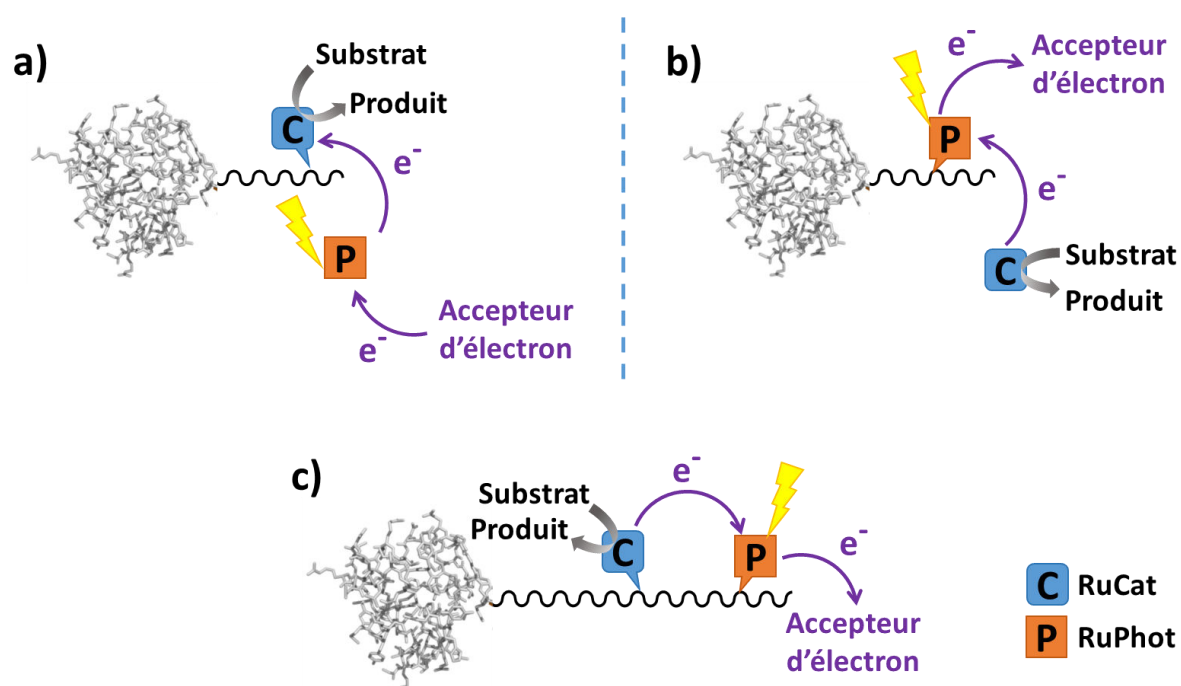 a)
Substrat
Produit
C
e-
P
e-
Accepteur
d'électron
b)
e-
Accepteur
d'électron
P
e-
C
Substrat
Produit
c)
Substrat
Produit
e-
C
P
e-
Accepteur
d'électron
C RuCat
P RuPhot